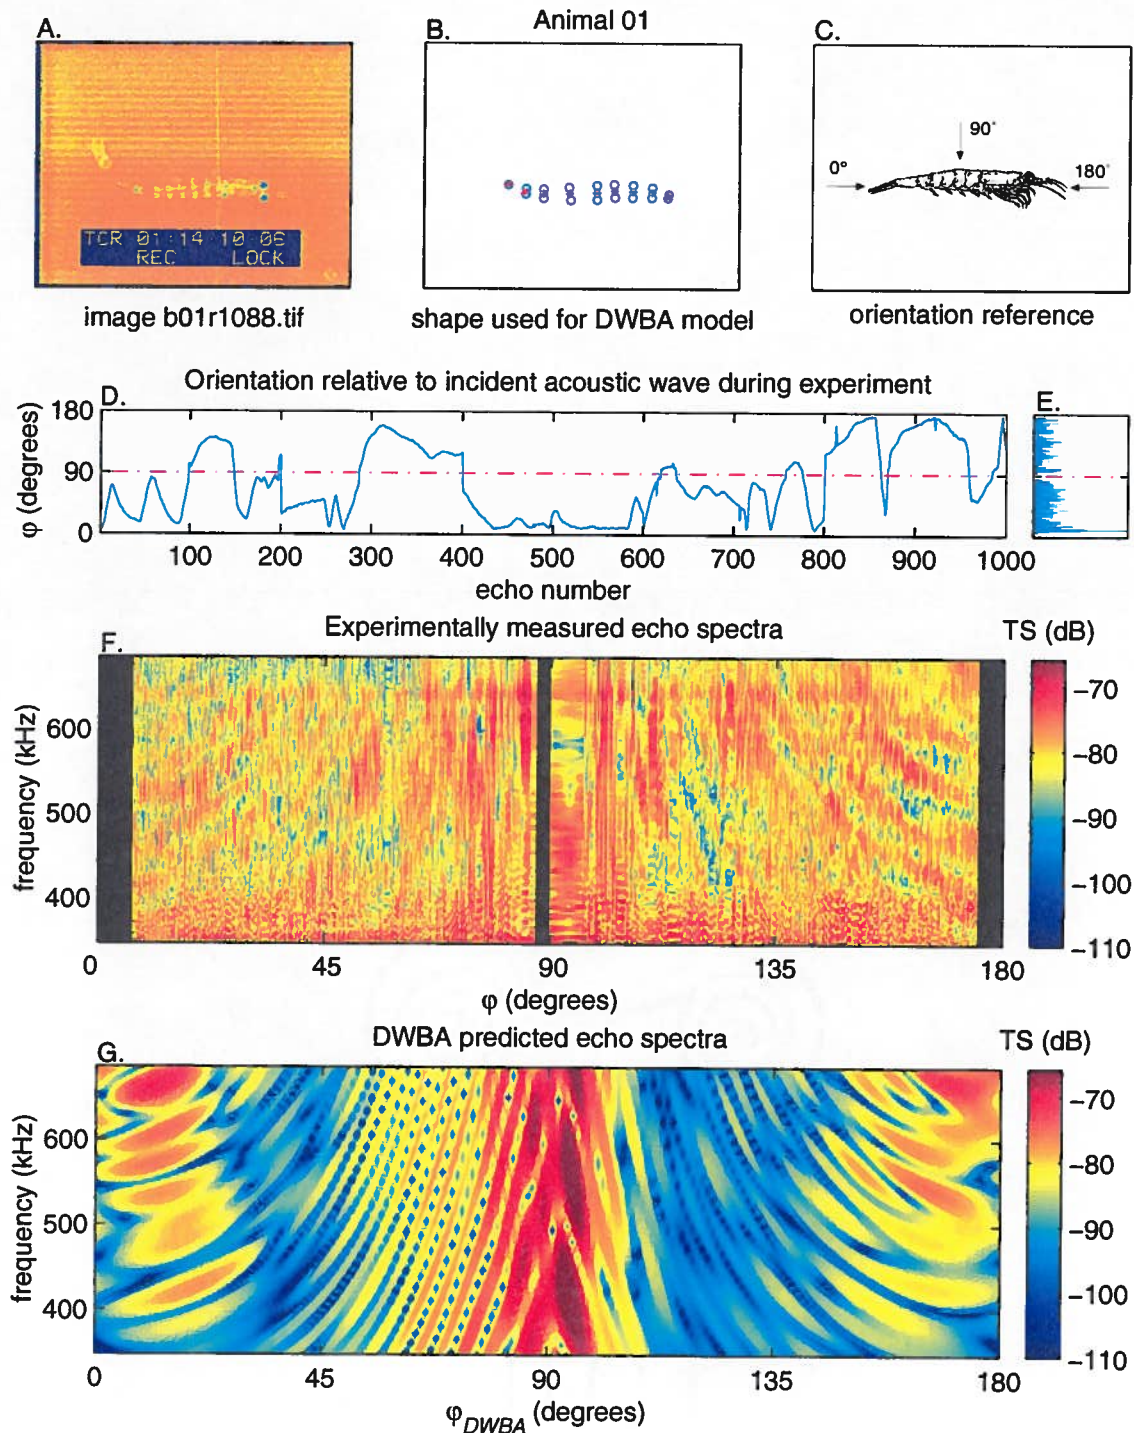 Animal 01
A.
B.
C.
TCR 01:14:10:06
REC LOCK
90°
0°
180°
image b01r1088.tif
shape used for DWBA model
orientation reference
Orientation relative to incident acoustic wave during experiment
D.
E.
φ (degrees)
180
90
0
100 200 300 400 500 600 700 800 900 1000
echo number
Experimentally measured echo spectra
TS (dB)
F.
frequency (kHz)
600
500
400
0 45 90 135 180
φ (degrees)
−70
−80
−90
−100
−110
DWBA predicted echo spectra
TS (dB)
G.
frequency (kHz)
600
500
400
0 45 90 135 180
φDWBA (degrees)
−70
−80
−90
−100
−110